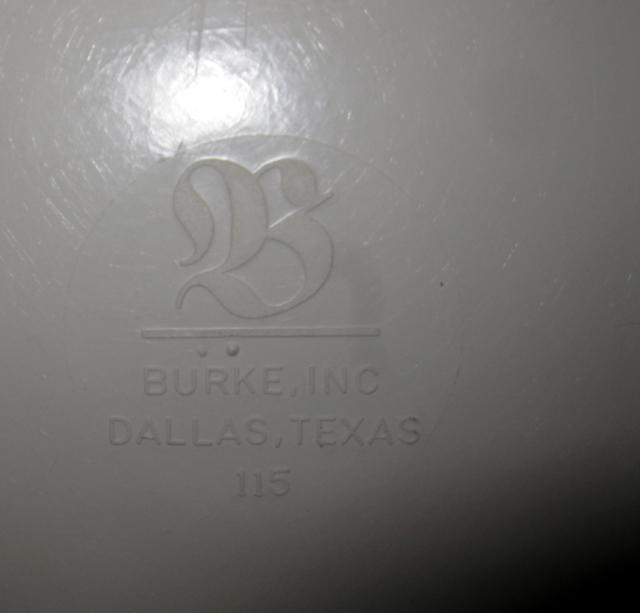 B
BURKE, INC
DALLAS, TEXAS
115